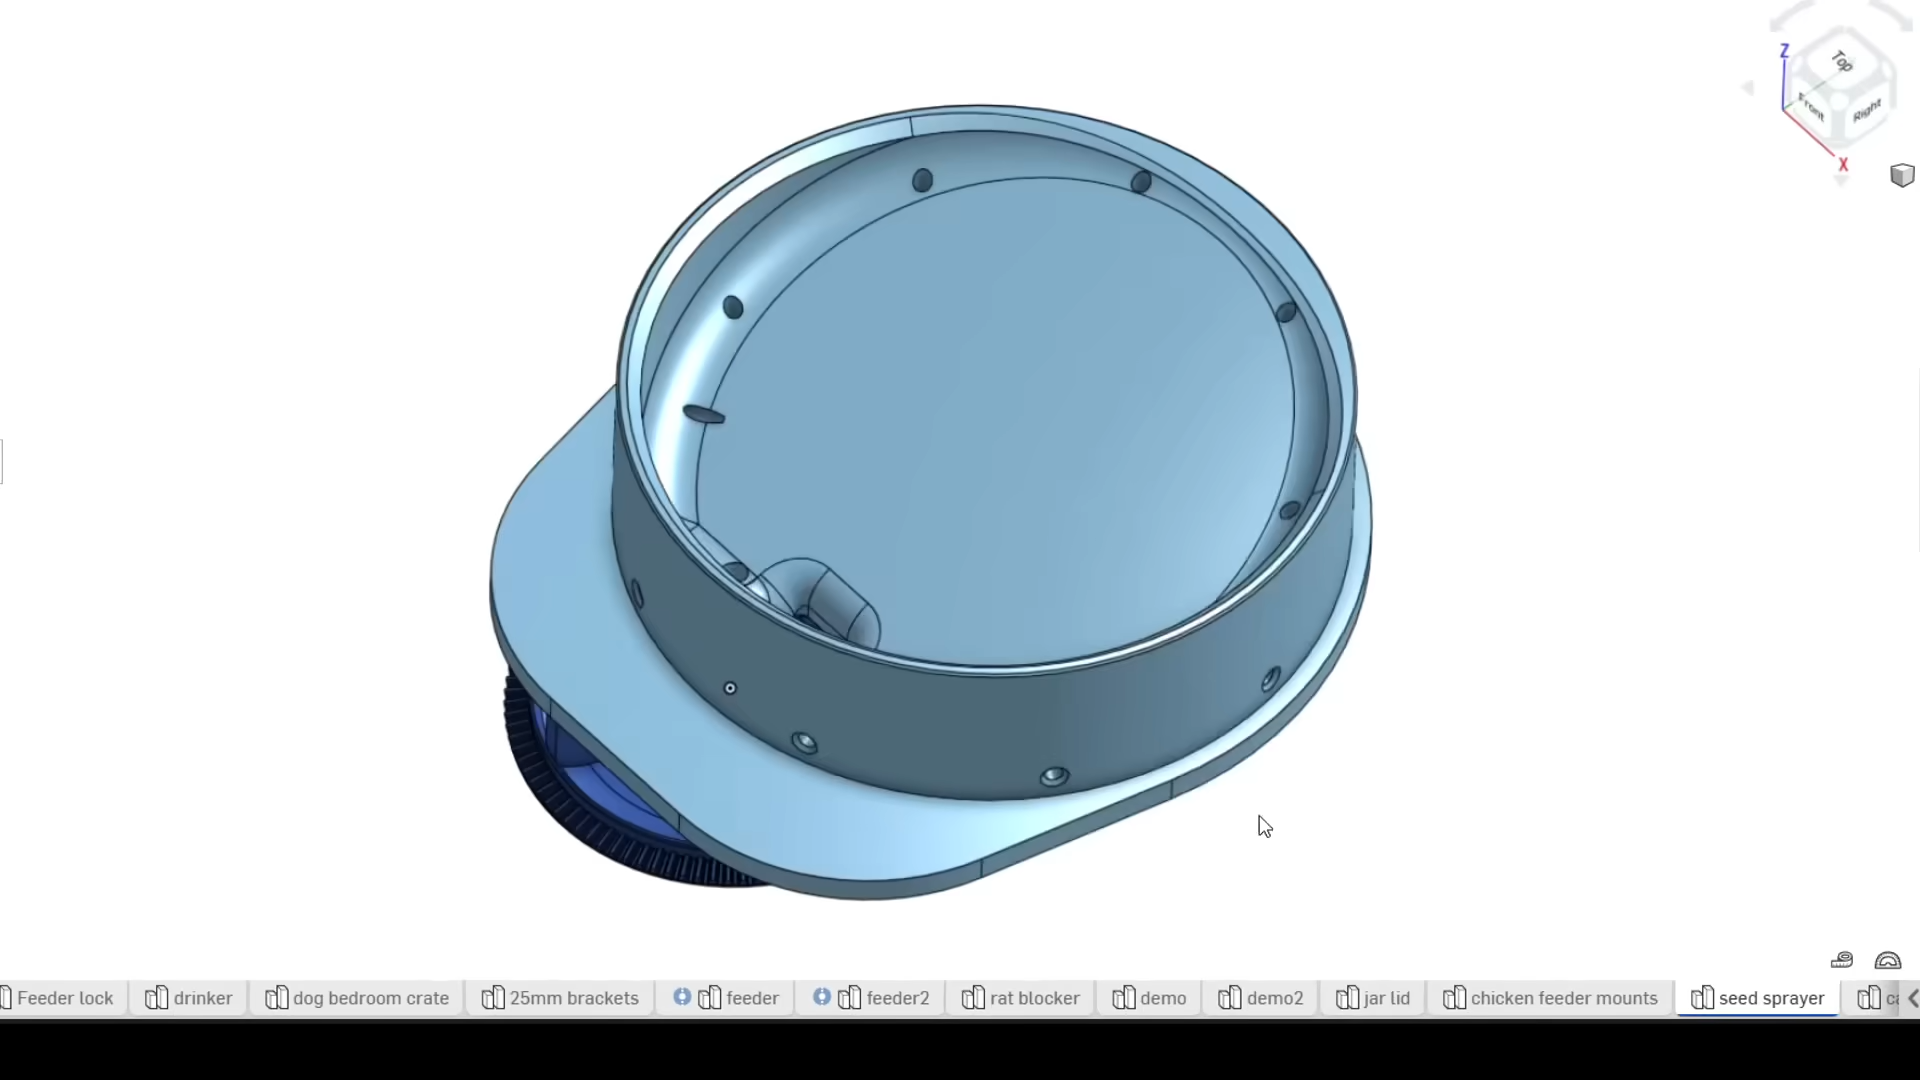 Z
Top
Front
Right
X
Feeder lock
drinker
dog bedroom crate
25mm brackets
feeder
feeder2
rat blocker
demo
demo2
jar lid
chicken feeder mounts
seed sprayer